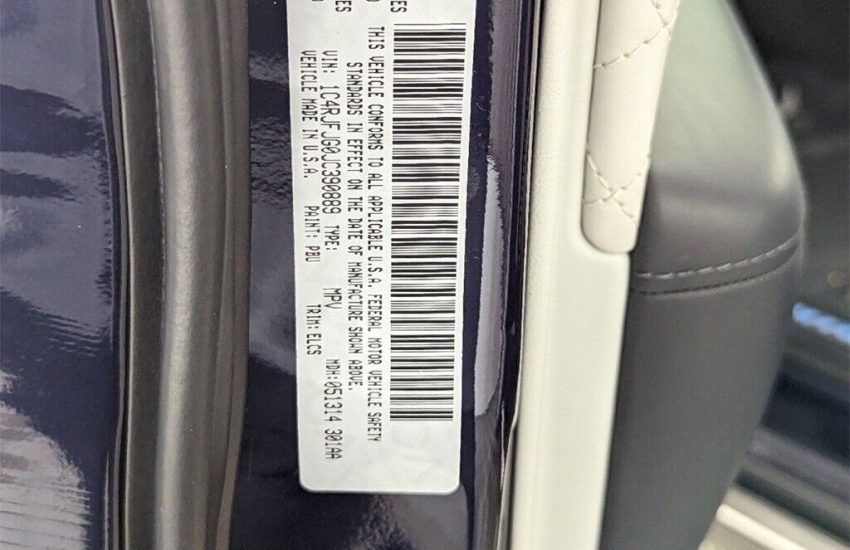 THIS VEHICLE CONFORMS TO ALL APPLICABLE U.S.A. FEDERAL MOTOR VEHICLE SAFETY
STANDARDS IN EFFECT ON THE DATE OF MANUFACTURE SHOWN ABOVE.
VIN: 1C4RJFJG0JC390889 TYPE: MPV MDH:051314 301AA
VEHICLE MADE IN U.S.A. PAINT: PBU TRIM:ELCS